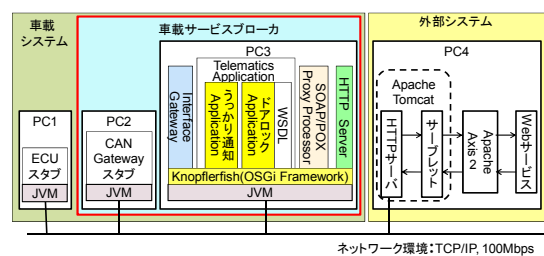 車載
システム
車載サービスブローカ
外部システム
PC1
ECU
スタブ
JVM
PC2
CAN
Gateway
スタブ
JVM
PC3
Telematics
Application
Interface
Gateway
うっかり通知
Application
ドアロック
Application
WSDL
SOAP/POX
Proxy Processor
HTTP Server
Knopflerfish(OSGi Framework)
JVM
PC4
Apache
Tomcat
HTTPサーバ
サーブレット
Apache
Axis 2
Webサービス
ネットワーク環境:TCP/IP, 100Mbps